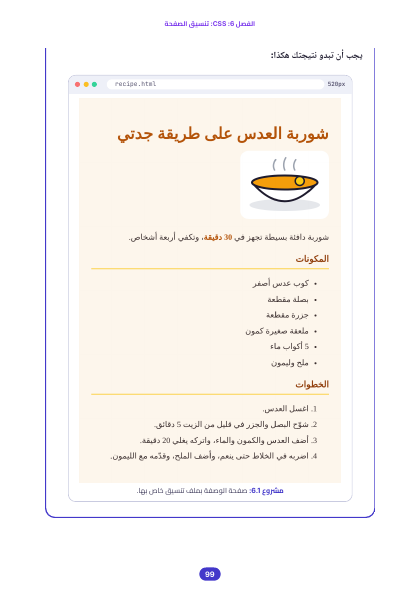 الفصل 6: CSS: تنسيق الصفحة
يجب أن تبدو نتيجتك هكذا:
recipe.html
520px
شوربة العدس على طريقة جدتي
شوربة دافئة بسيطة تجهز في 30 دقيقة، وتكفي أربعة أشخاص.
المكونات
• كوب عدس أصفر
• بصلة مقطعة
• جزرة مقطعة
• ملعقة صغيرة كمون
• 5 أكواب ماء
• ملح وليمون
الخطوات
1. اغسل العدس.
2. شوّح البصل والجزر في قليل من الزيت 5 دقائق.
3. أضف العدس والكمون والماء، واتركه يغلي 20 دقيقة.
4. اضربه في الخلاط حتى ينعم، وأضف الملح، وقدّمه مع الليمون.
مشروع 6.1: صفحة الوصفة بملف تنسيق خاص بها.
99